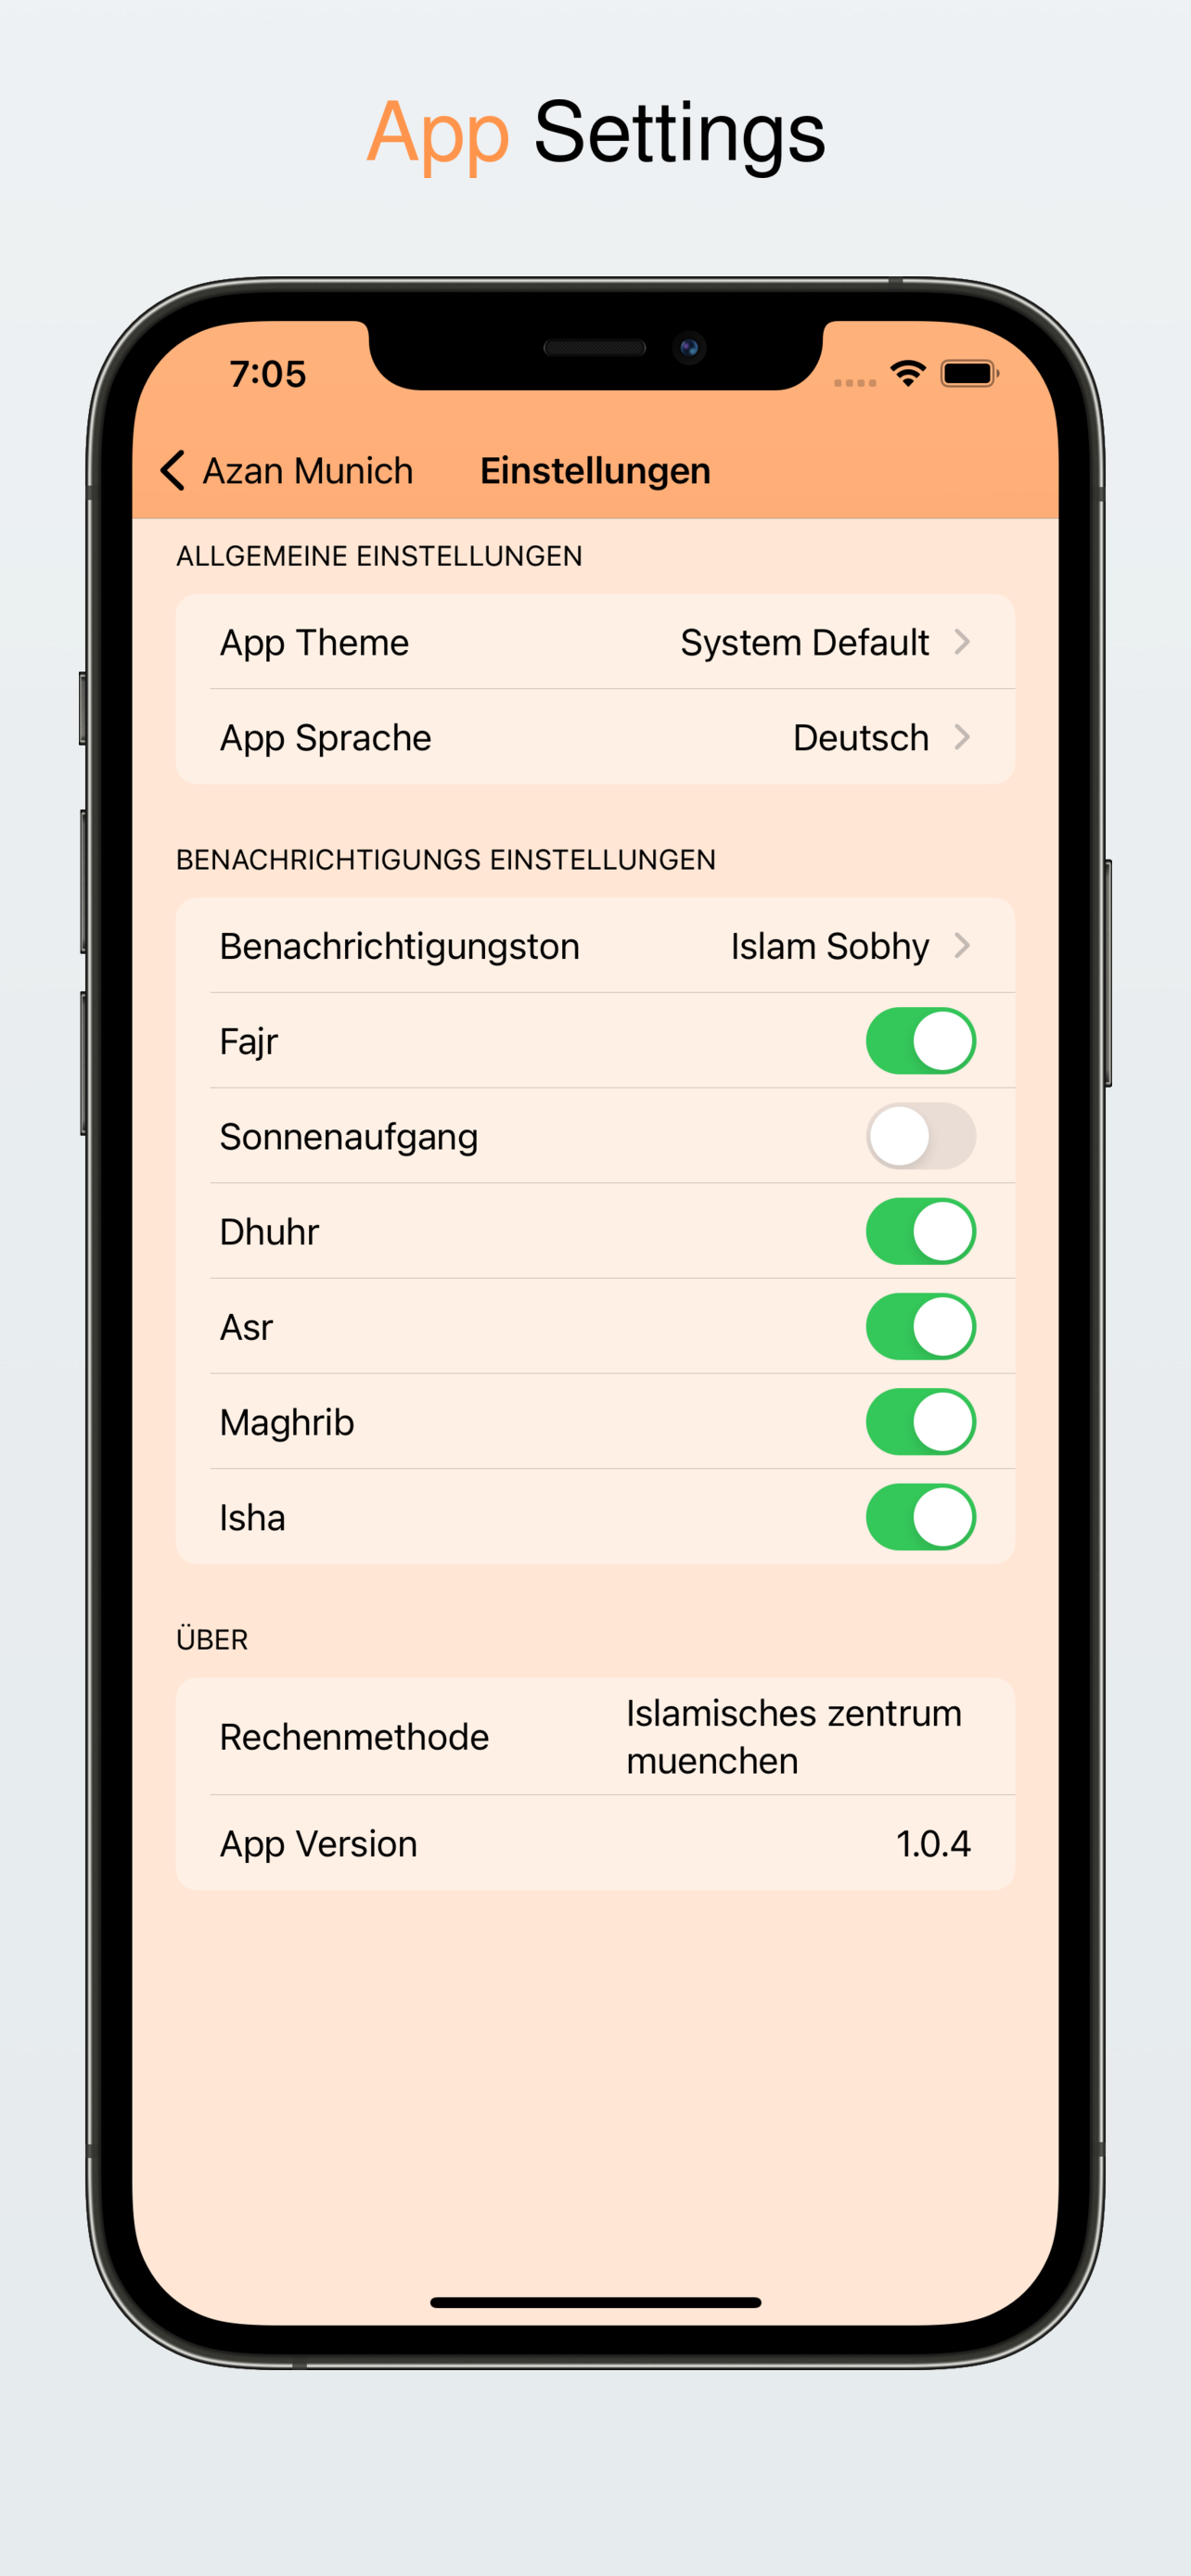 App Settings
7:05
Azan Munich Einstellungen
ALLGEMEINE EINSTELLUNGEN
App Theme System Default
App Sprache Deutsch
BENACHRICHTIGUNGS EINSTELLUNGEN
Benachrichtigungston Islam Sobhy
Fajr
Sonnenaufgang
Dhuhr
Asr
Maghrib
Isha
ÜBER
Rechenmethode Islamisches zentrum
muenchen
App Version 1.0.4